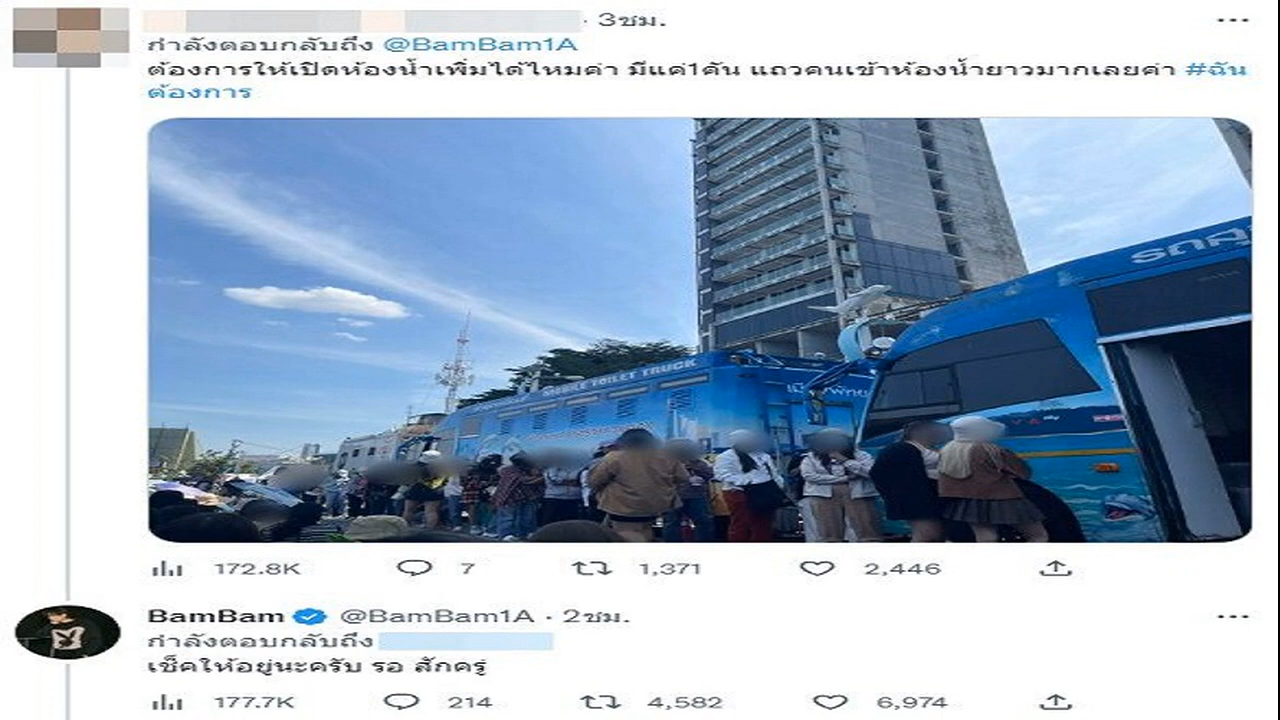 · 3ชม.
กำลังตอบกลับถึง @BamBam1A
ต้องการให้เปิดห้องน้ำเพิ่มได้ไหมค่า มีแค่1คัน แถวคนเข้าห้องน้ำยาวมากเลยค่า #ฉัน
ต้องการ
MOBILE TOILET TRUCK
172.8K 7 1,371 2,446
BamBam @BamBam1A · 2ชม.
กำลังตอบกลับถึง
เช็คให้อยู่นะครับ รอ สักครู่
177.7K 214 4,582 6,974